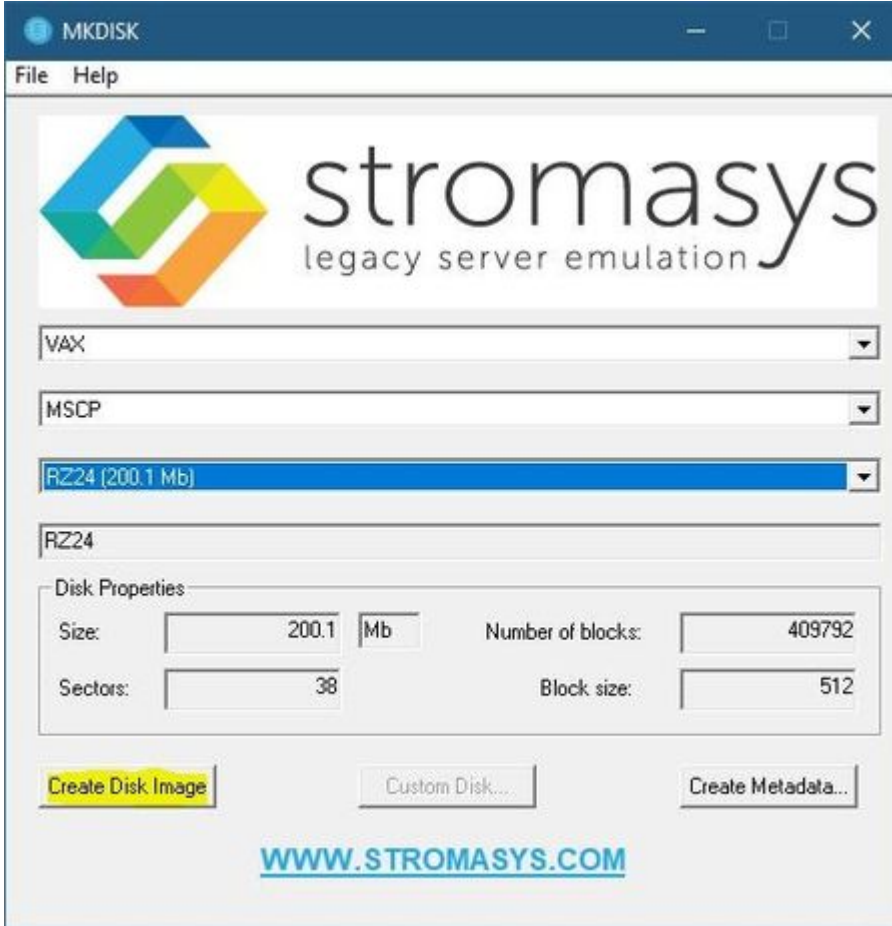 MKDISK
File Help
stromasys
legacy server emulation
VAX
MSCP
RZ24 (200.1 Mb)
RZ24
Disk Properties
Size: 200.1 Mb Number of blocks: 409792
Sectors: 38 Block size: 512
Create Disk Image Custom Disk... Create Metadata...
WWW.STROMASYS.COM